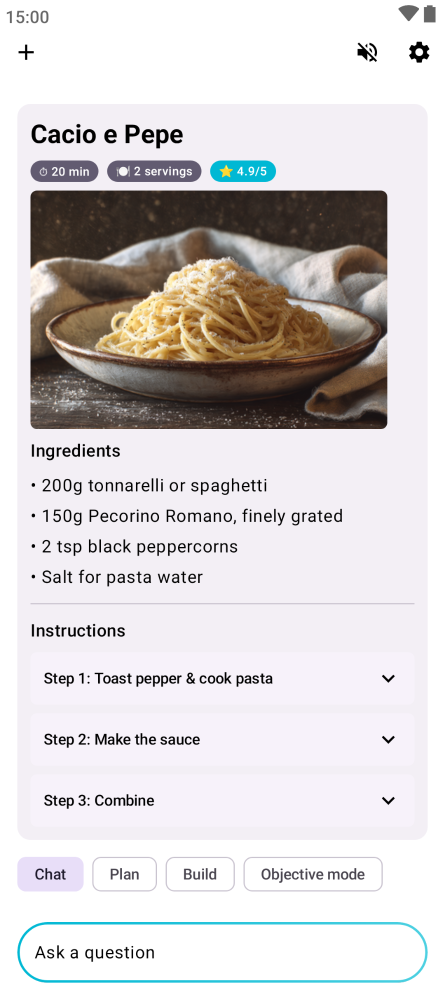 15:00
Cacio e Pepe
⏱ 20 min
🍽 2 servings
⭐ 4.9/5
Ingredients
• 200g tonnarelli or spaghetti
• 150g Pecorino Romano, finely grated
• 2 tsp black peppercorns
• Salt for pasta water
Instructions
Step 1: Toast pepper & cook pasta
Step 2: Make the sauce
Step 3: Combine
Chat
Plan
Build
Objective mode
Ask a question